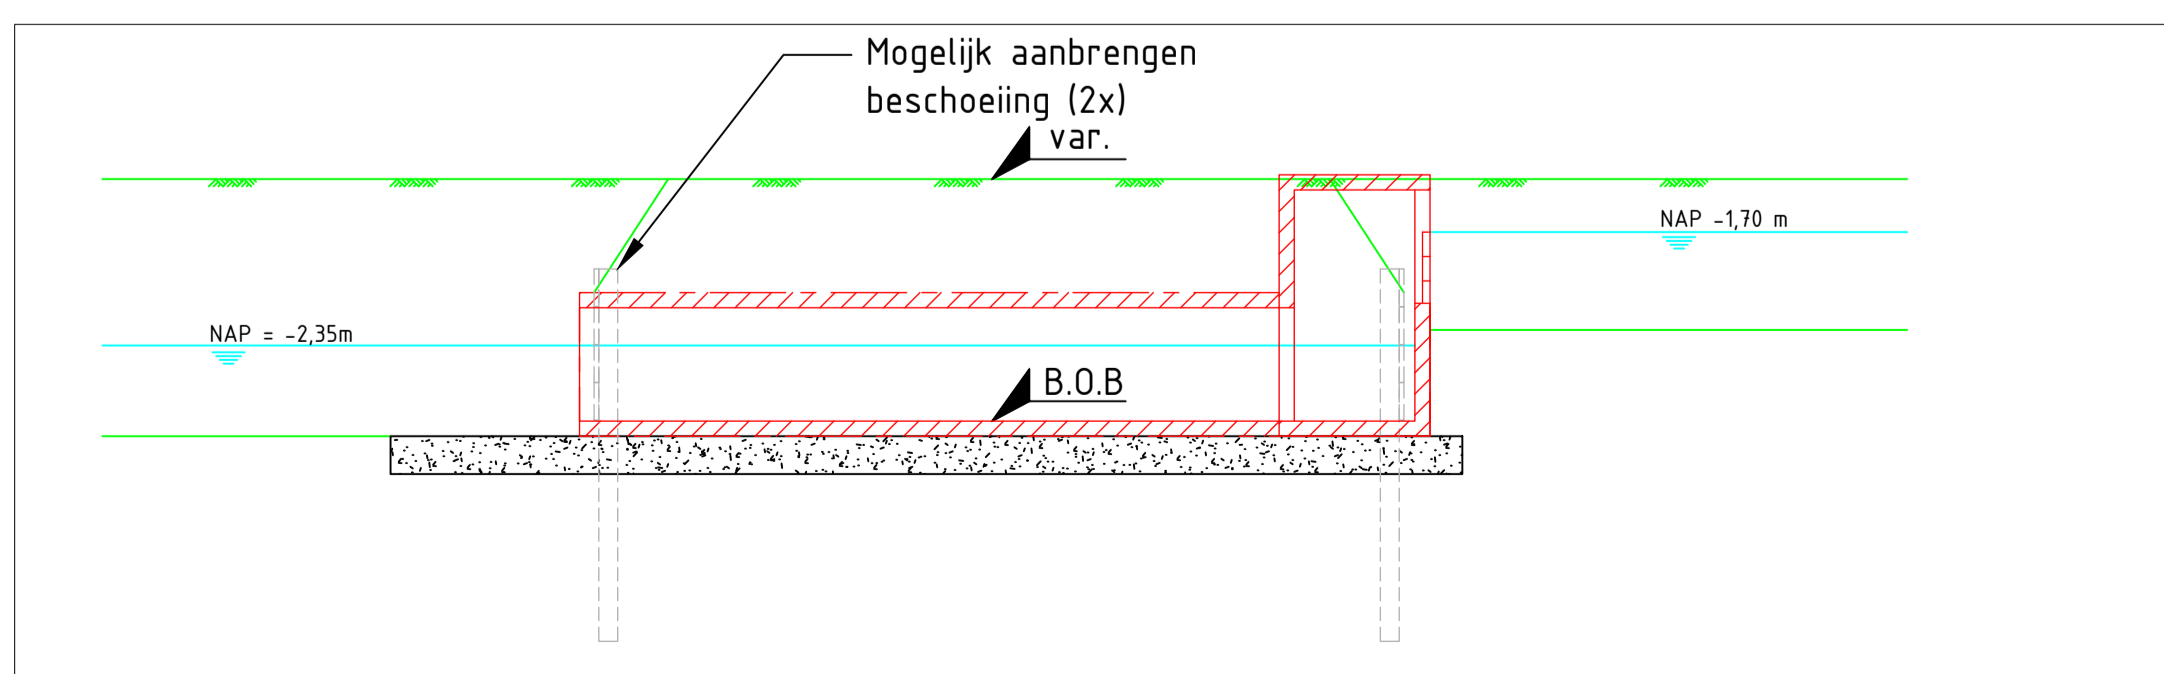 Mogelijk aanbrengen
beschoeiing (2x)
var.
NAP -1,70 m
NAP = -2,35m
B.O.B